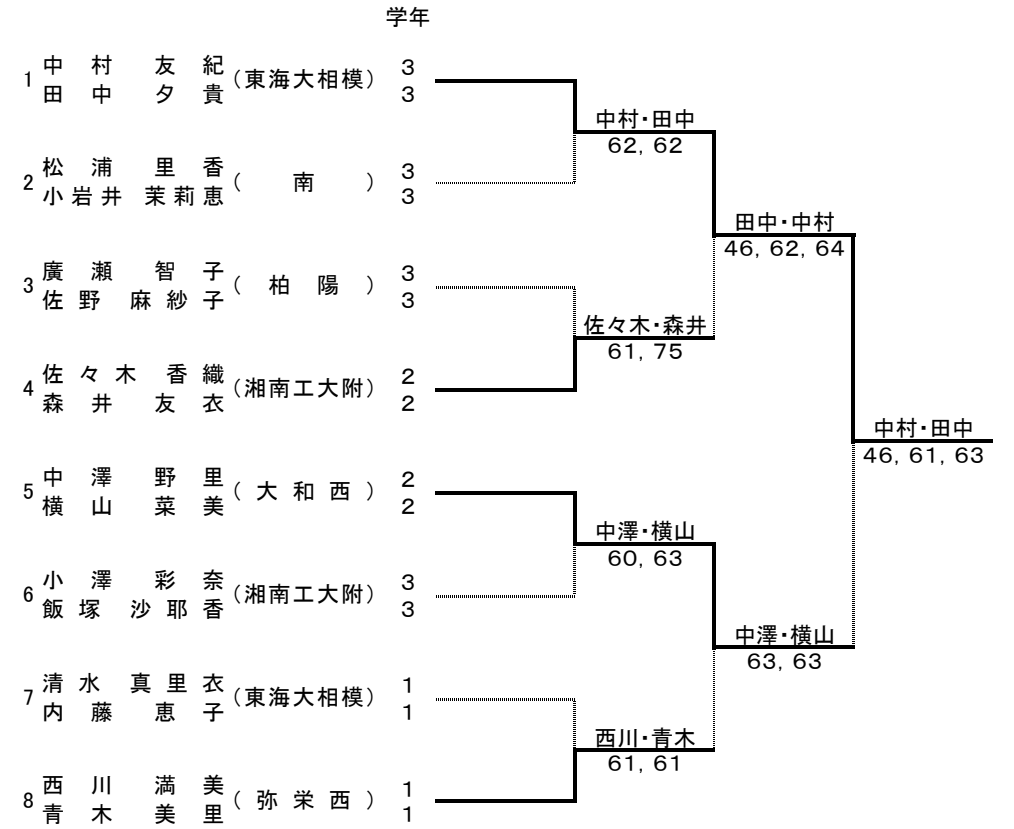 学年
1 中村 友紀 (東海大相模) 3
田中 夕貴 3
中村・田中
62, 62
2 松浦 里香 (南) 3
小岩井 茉莉恵 3
田中・中村
46, 62, 64
3 廣瀬 智子 (柏陽) 3
佐野 麻紗子 3
佐々木・森井
61, 75
4 佐々木 香織 (湘南工大附) 2
森井 友衣 2
中村・田中
46, 61, 63
5 中澤 野里 (大和西) 2
横山 菜美 2
中澤・横山
60, 63
6 小澤 彩奈 (湘南工大附) 3
飯塚 沙耶香 3
中澤・横山
63, 63
7 清水 真里衣 (東海大相模) 1
内藤 恵子 1
西川・青木
61, 61
8 西川 満美 (弥栄西) 1
青木 美里 1